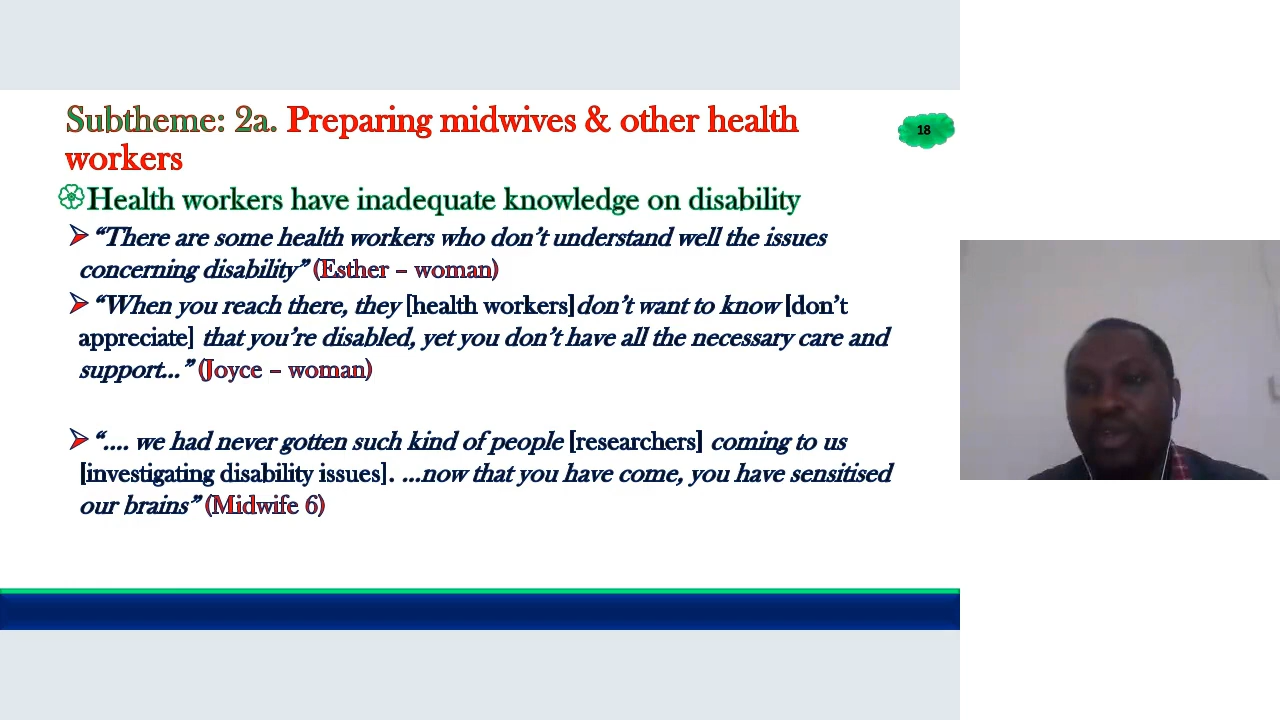 Subtheme: 2a. Preparing midwives & other health
workers
18
Health workers have inadequate knowledge on disability
“There are some health workers who don’t understand well the issues
concerning disability” (Esther – woman)
“When you reach there, they [health workers]don’t want to know [don’t
appreciate] that you’re disabled, yet you don’t have all the necessary care and
support...” (Joyce – woman)
“.... we had never gotten such kind of people [researchers] coming to us
[investigating disability issues]. ...now that you have come, you have sensitised
our brains” (Midwife 6)